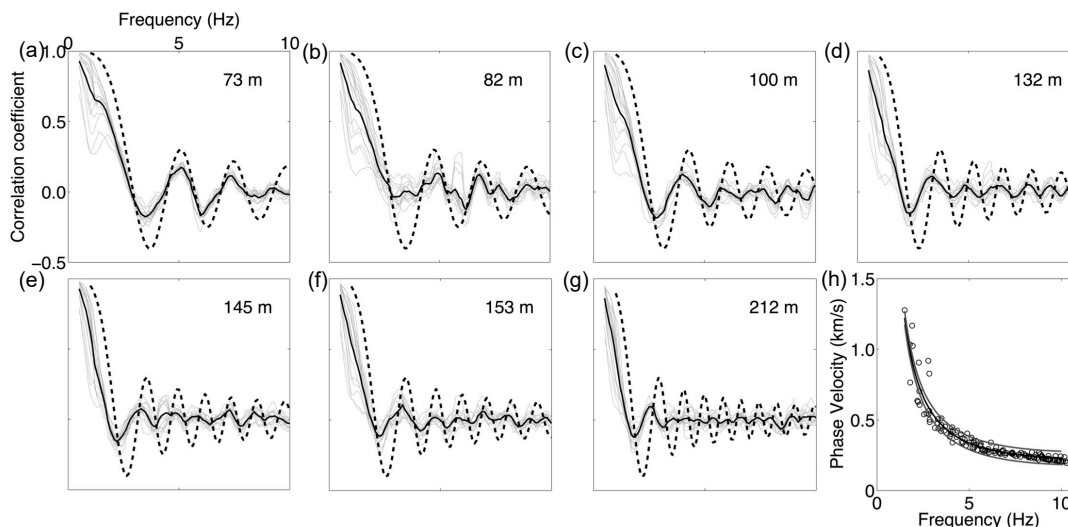 Frequency (Hz)
0 5 10
(a) 73 m
(b) 82 m
(c) 100 m
(d) 132 m
1.0
0.5
0.0
−0.5
Correlation coefficient
(e) 145 m
(f) 153 m
(g) 212 m
(h)
1.5
1.0
0.5
0
Phase Velocity (km/s)
0 5 10
Frequency (Hz)